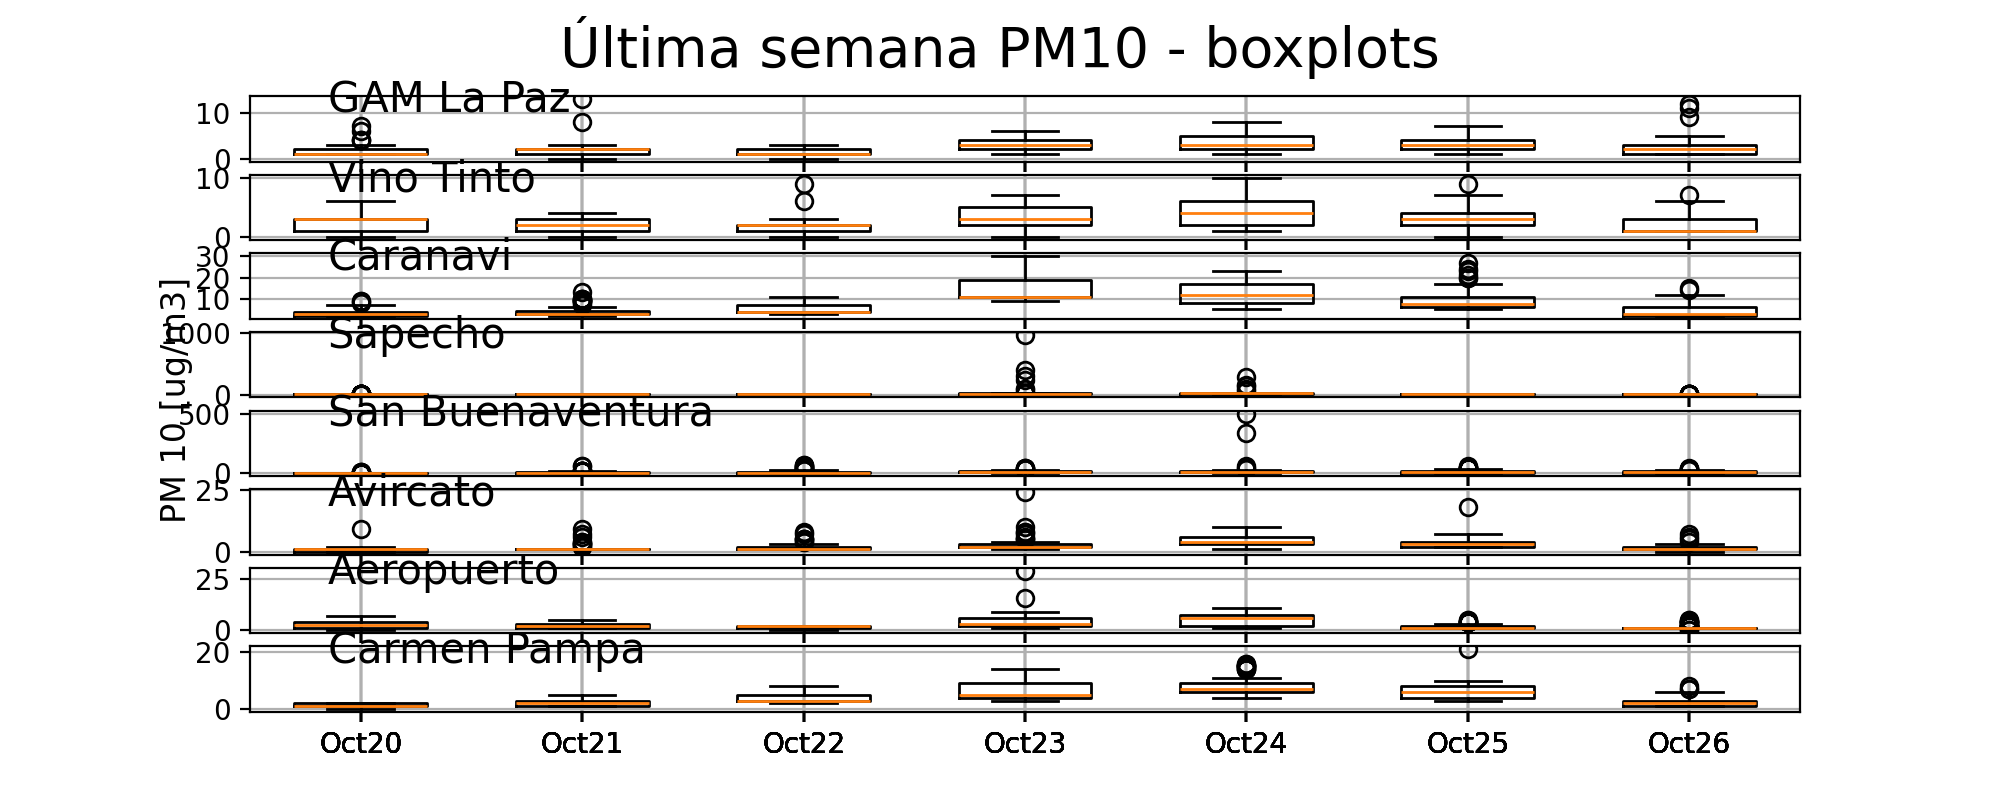 Última semana PM10 - boxplots
GAM La Paz
10
0
Vino Tinto
10
0
Caranavi
30
20
10
PM 10 [ug/m3]
Sapecho
1000
0
San Buenaventura
500
0
Avircato
25
0
Aeropuerto
25
0
Carmen Pampa
20
0
Oct20 Oct21 Oct22 Oct23 Oct24 Oct25 Oct26